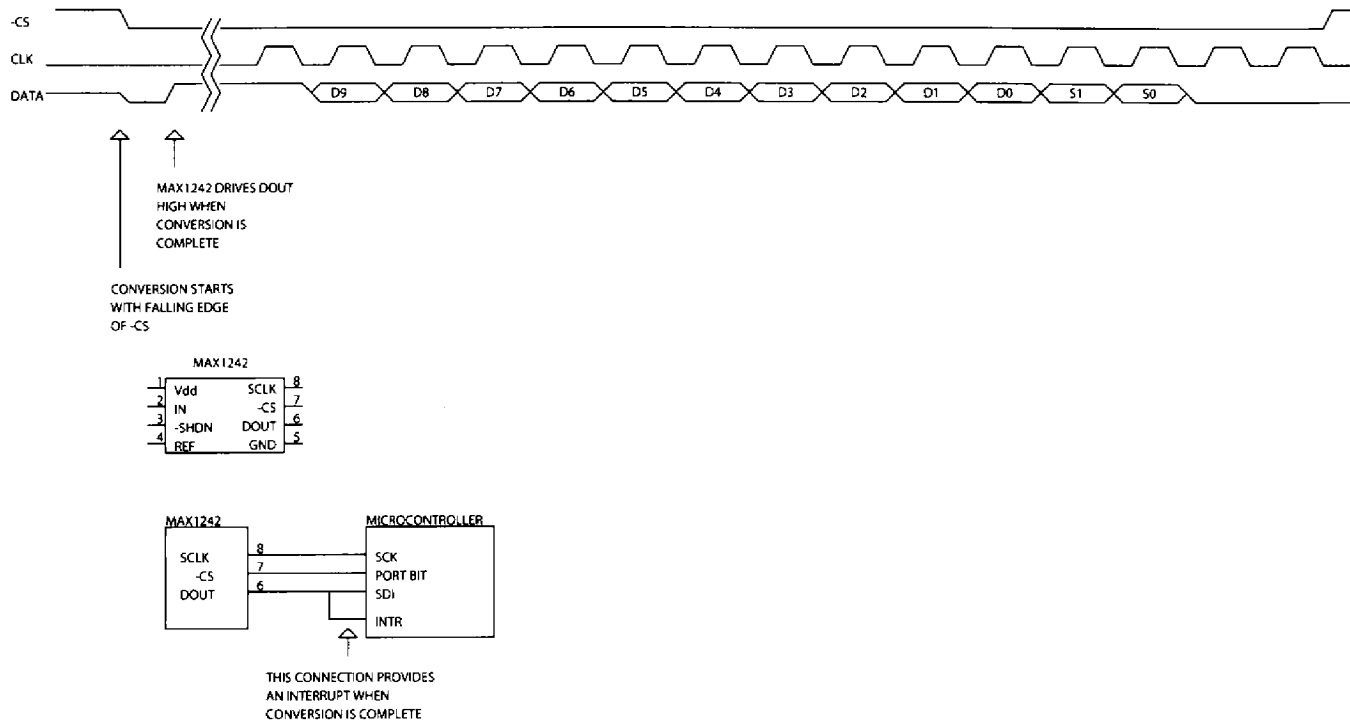 -CS
CLK
DATA
D9 D8 D7 D6 D5 D4 D3 D2 D1 D0 S1 S0
MAX1242 DRIVES DOUT
HIGH WHEN
CONVERSION IS
COMPLETE
CONVERSION STARTS
WITH FALLING EDGE
OF -CS
MAX1242
1 Vdd SCLK 8
2 IN -CS 7
3 -SHDN DOUT 6
4 REF GND 5
MAX1242 MICROCONTROLLER
SCLK 8 SCK
-CS 7 PORT BIT
DOUT 6 SDI
INTR
THIS CONNECTION PROVIDES
AN INTERRUPT WHEN
CONVERSION IS COMPLETE